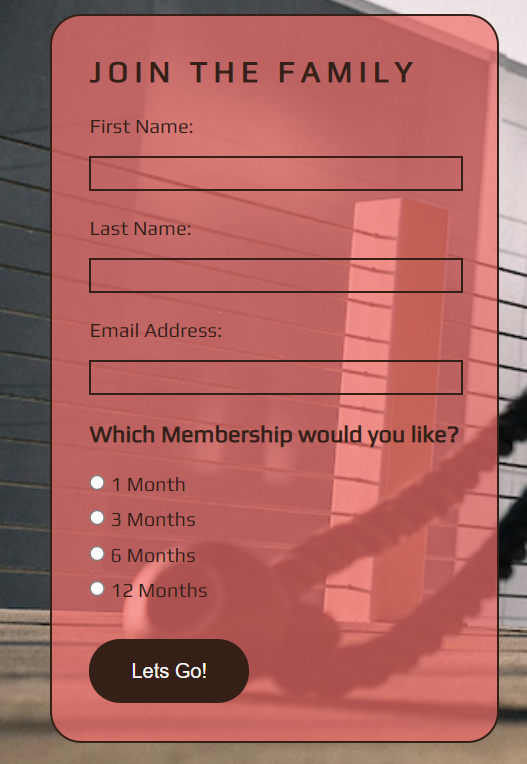 JOIN THE FAMILY
First Name:
Last Name:
Email Address:
Which Membership would you like?
1 Month
3 Months
6 Months
12 Months
Lets Go!